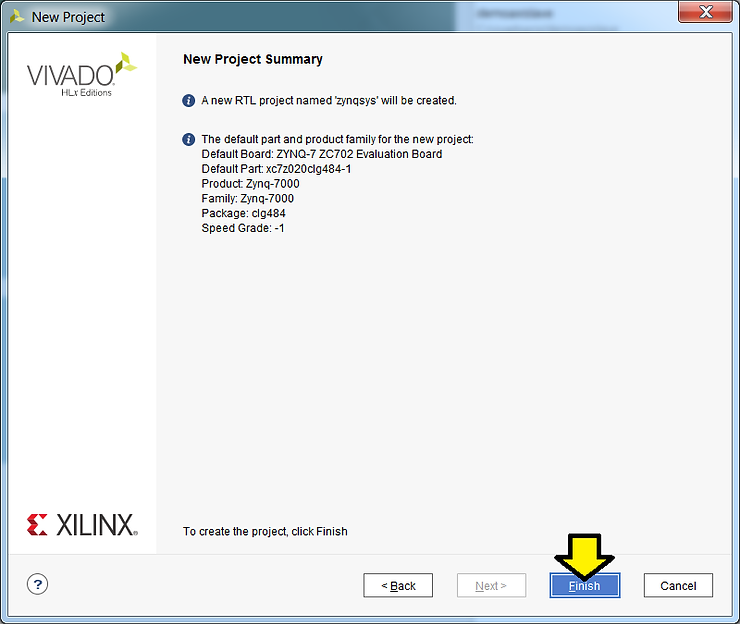 New Project
VIVADO
HLx Editions
New Project Summary
A new RTL project named 'zynqsys' will be created.
The default part and product family for the new project:
Default Board: ZYNQ-7 ZC702 Evaluation Board
Default Part: xc7z020clg484-1
Product: Zynq-7000
Family: Zynq-7000
Package: clg484
Speed Grade: -1
XILINX
To create the project, click Finish
?
< Back
Next >
Finish
Cancel